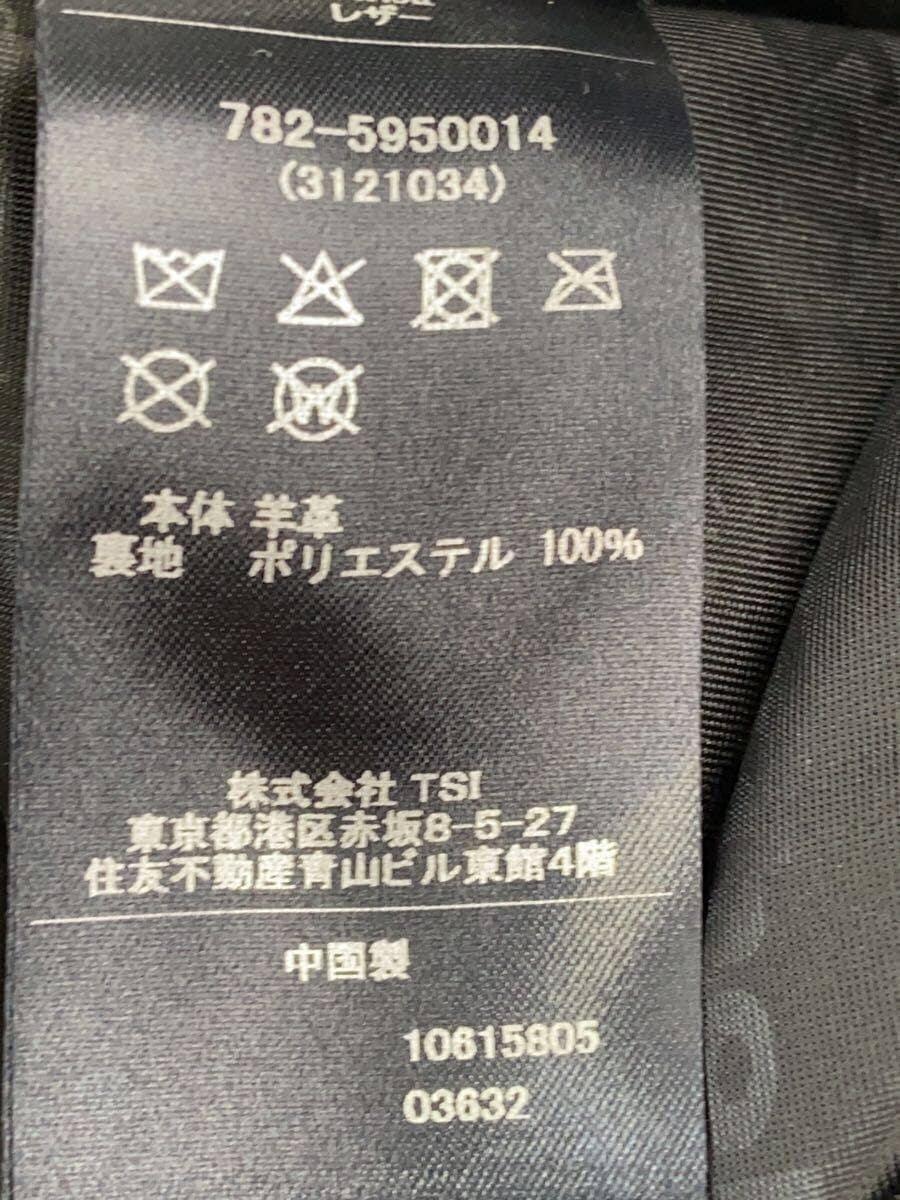 レザー
782-5950014
(3121034)
W
本体 羊革
裏地 ポリエステル 100%
株式会社 TSI
東京都港区赤坂8-5-27
住友不動産青山ビル東館4階
中国製
10615805
03632